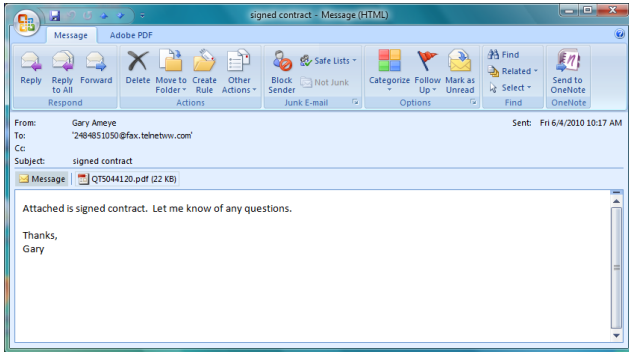 signed contract - Message (HTML)
Message Adobe PDF
Reply Reply to All Forward Delete Move to Folder Create Rule Other Actions Block Sender Safe Lists Not Junk Categorize Follow Up Mark as Unread Find Related Select Send to OneNote
Respond Actions Junk E-mail Options Find OneNote
From: Gary Ameye Sent: Fri 6/4/2010 10:17 AM
To: '2484851050@fax.telnetww.com'
Cc:
Subject: signed contract
Message QT5044120.pdf (22 KB)
Attached is signed contract. Let me know of any questions.
Thanks,
Gary